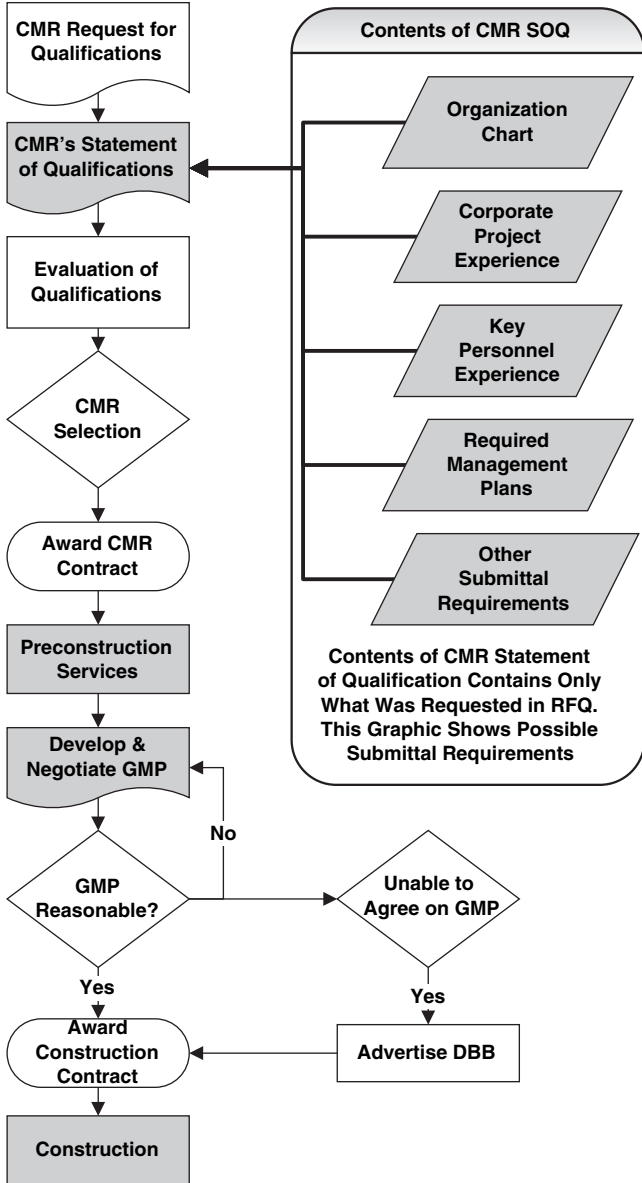 CMR Request for
Qualifications
CMR's Statement
of Qualifications
Evaluation of
Qualifications
CMR
Selection
Award CMR
Contract
Preconstruction
Services
Develop &
Negotiate GMP
No
GMP
Reasonable?
Unable to
Agree on GMP
Yes
Yes
Award
Construction
Contract
Advertise DBB
Construction
Contents of CMR SOQ
Organization
Chart
Corporate
Project
Experience
Key
Personnel
Experience
Required
Management
Plans
Other
Submittal
Requirements
Contents of CMR Statement
of Qualification Contains Only
What Was Requested in RFQ.
This Graphic Shows Possible
Submittal Requirements